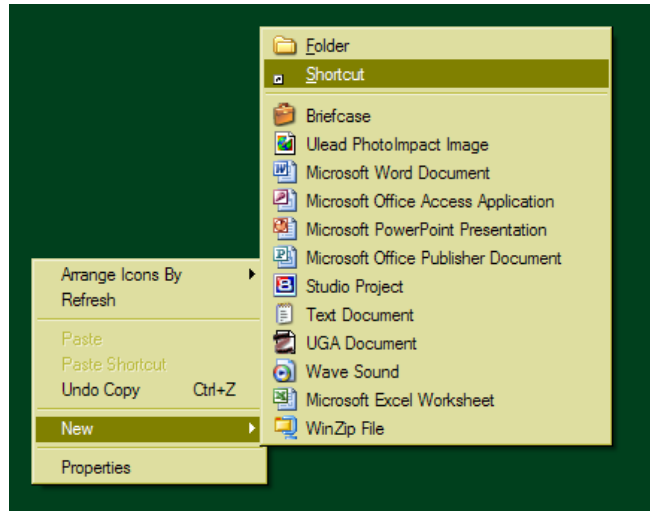 Folder
Shortcut
Briefcase
Ulead PhotoImpact Image
Microsoft Word Document
Microsoft Office Access Application
Microsoft PowerPoint Presentation
Microsoft Office Publisher Document
Studio Project
Text Document
UGA Document
Wave Sound
Microsoft Excel Worksheet
WinZip File
Arrange Icons By
Refresh
Paste
Paste Shortcut
Undo Copy Ctrl+Z
New
Properties